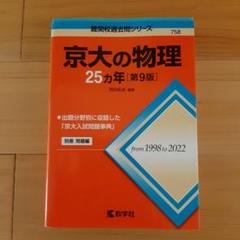 難関校過去問シリーズ
758
京大の物理
25カ年[第9版]
編著
●出題分野別に収録した
「京大入試問題事典」
別冊 問題編
from 1998 to 2022
教学社